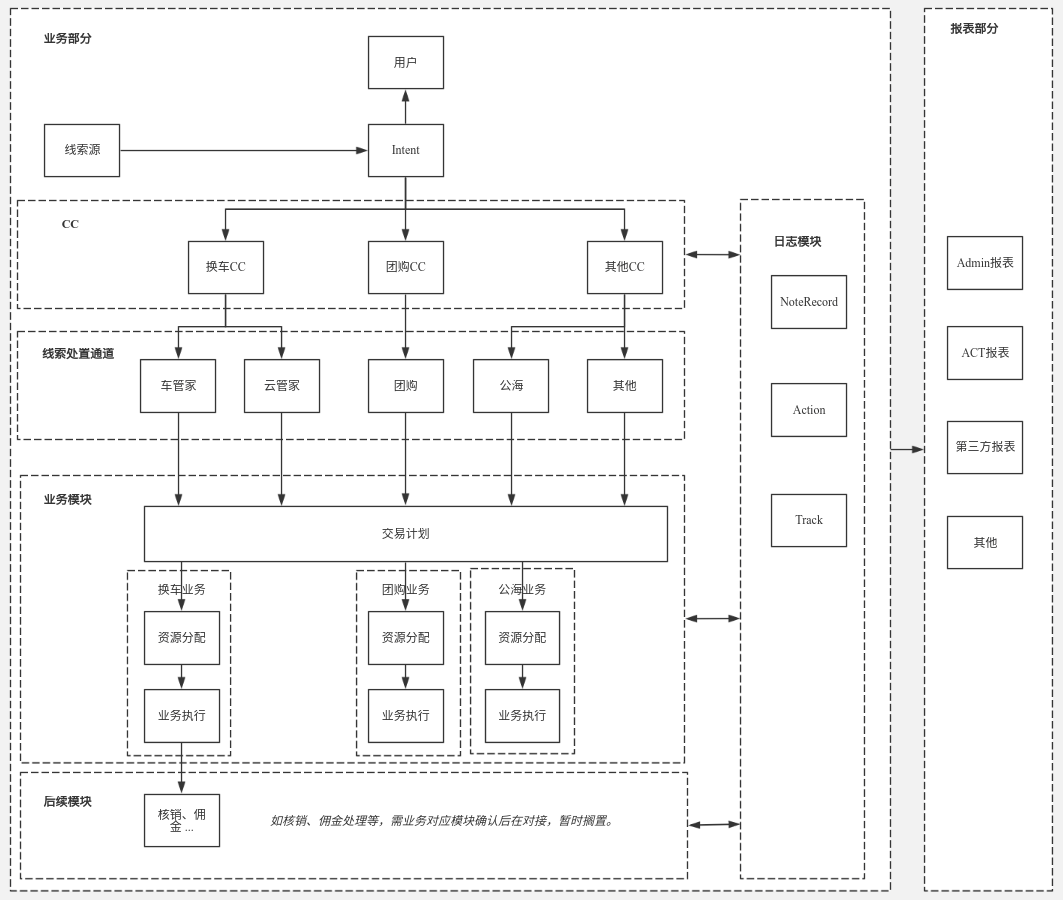 业务部分
报表部分
用户
线索源
Intent
CC
换车CC
团购CC
其他CC
日志模块
NoteRecord
Action
Track
Admin报表
ACT报表
第三方报表
其他
线索处置通道
车管家
云管家
团购
公海
其他
业务模块
交易计划
换车业务
团购业务
公海业务
资源分配
资源分配
资源分配
业务执行
业务执行
业务执行
后续模块
核销、佣
金 ...
如核销、佣金处理等，需业务对应模块确认后在对接，暂时搁置。